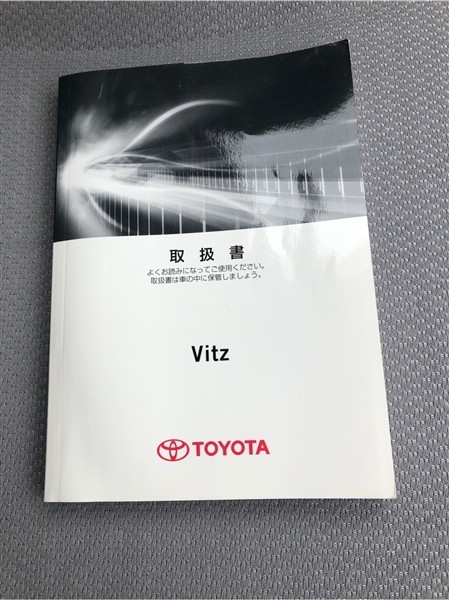 取扱書
よくお読みになってご使用ください。
取扱書は車の中に保管しましょう。
Vitz
TOYOTA